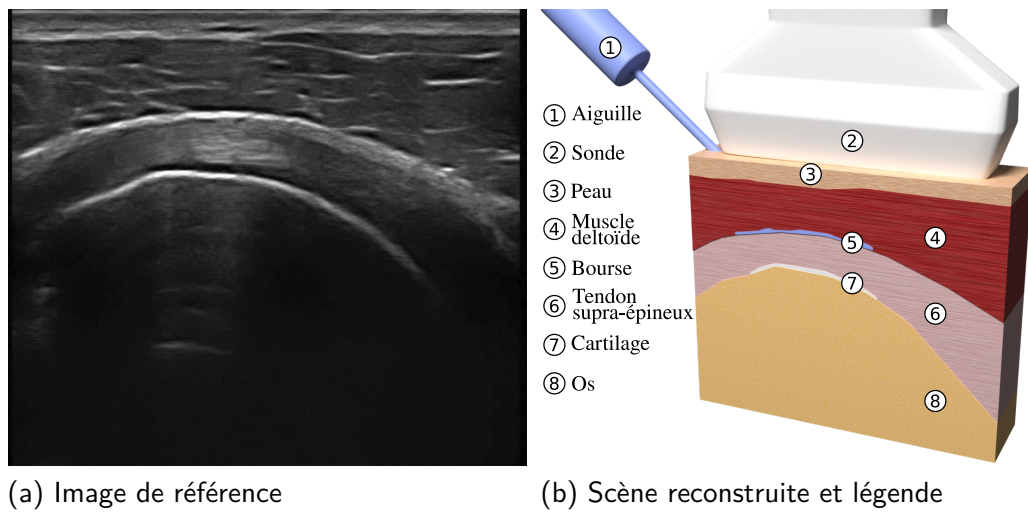 ① Aiguille
② Sonde
③ Peau
④ Muscle
deltoïde
⑤ Bourse
⑥ Tendon
supra-épineux
⑦ Cartilage
⑧ Os
①
②
③
④
⑤
⑦
⑥
⑧
(a) Image de référence
(b) Scène reconstruite et légende